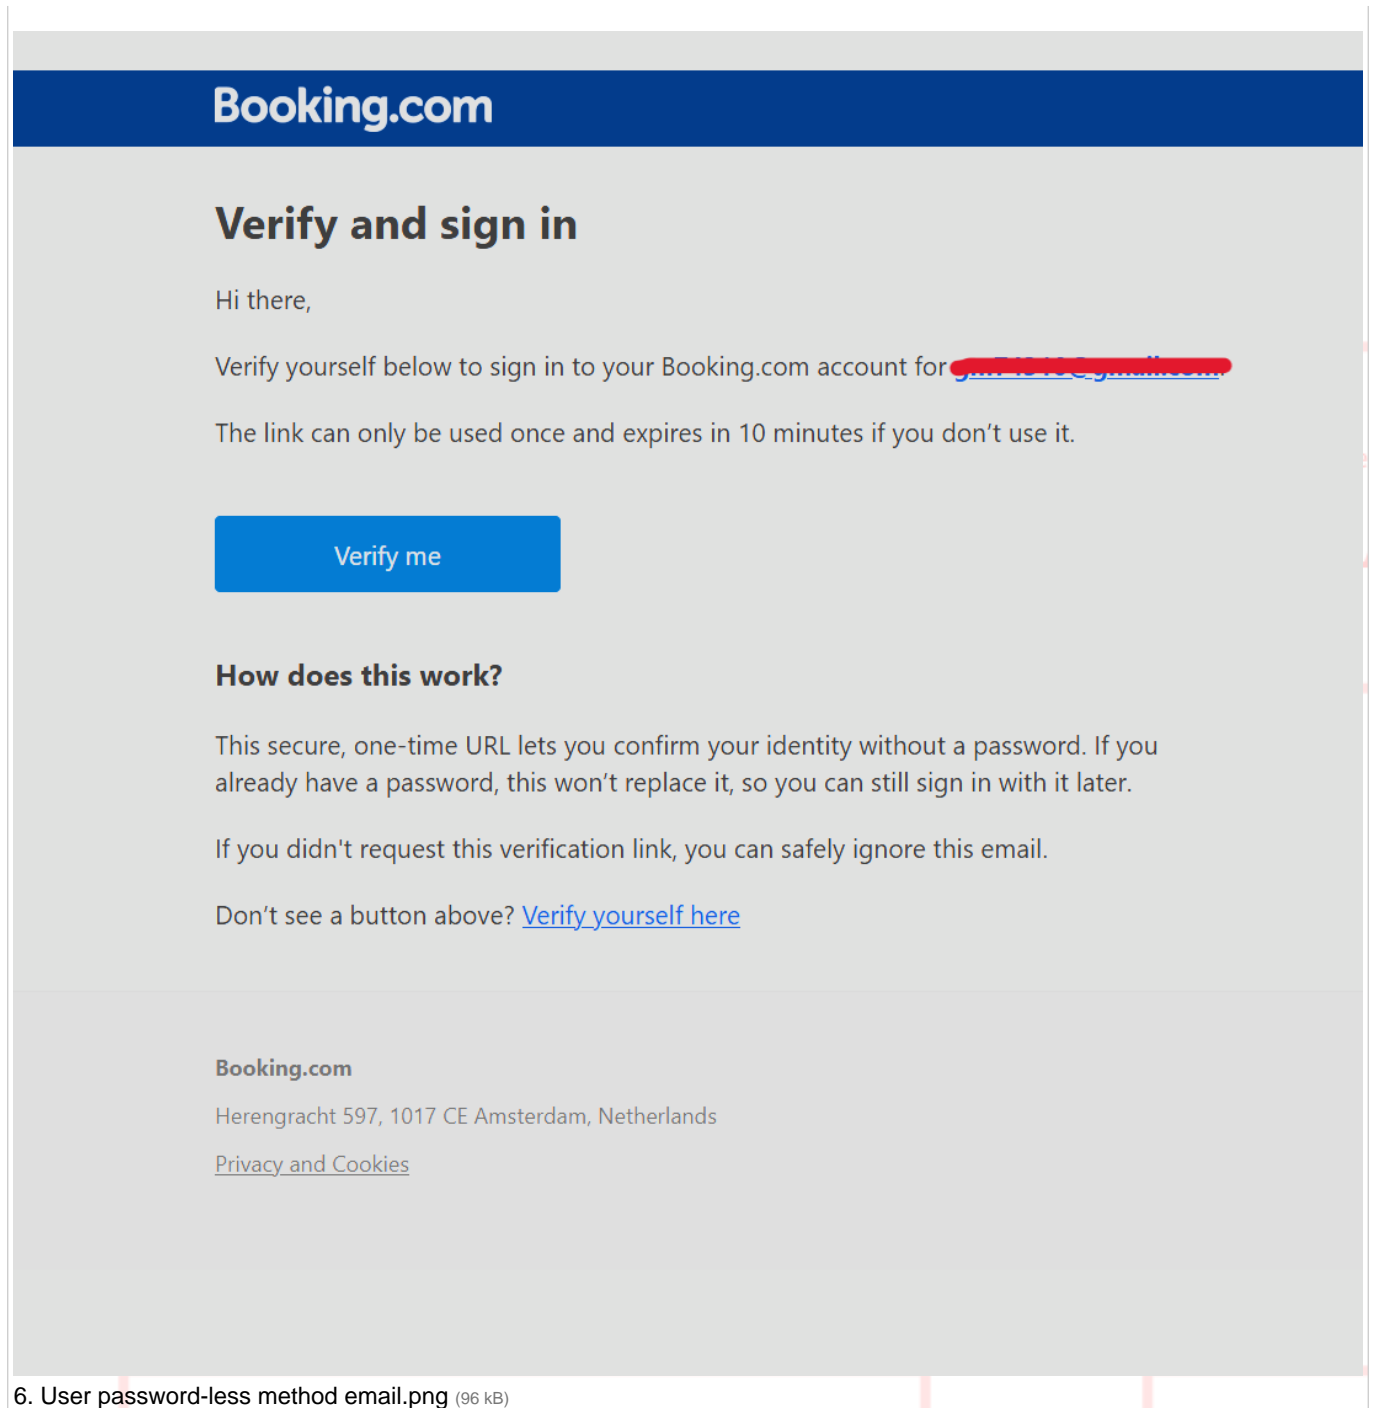 Booking.com
Verify and sign in
Hi there,
Verify yourself below to sign in to your Booking.com account for
The link can only be used once and expires in 10 minutes if you don’t use it.
Verify me
How does this work?
This secure, one-time URL lets you confirm your identity without a password. If you
already have a password, this won’t replace it, so you can still sign in with it later.
If you didn't request this verification link, you can safely ignore this email.
Don’t see a button above? Verify yourself here
Booking.com
Herengracht 597, 1017 CE Amsterdam, Netherlands
Privacy and Cookies
6. User password-less method email.png (96 kB)